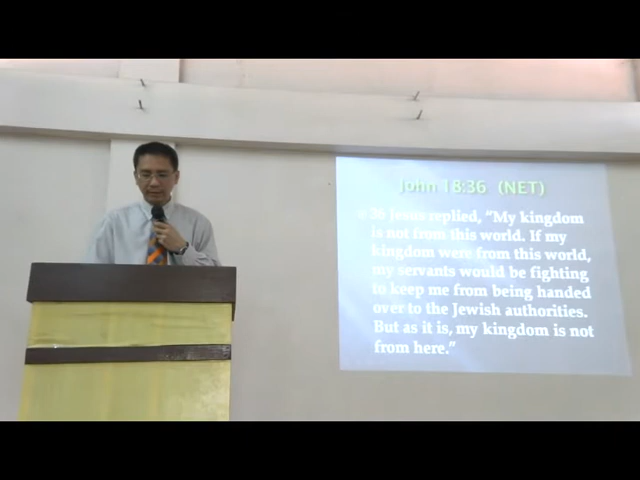 John 18:36 (NET)
36 Jesus replied, “My kingdom
is not from this world. If my
kingdom were from this world,
my servants would be fighting
to keep me from being handed
over to the Jewish authorities.
But as it is, my kingdom is not
from here.”